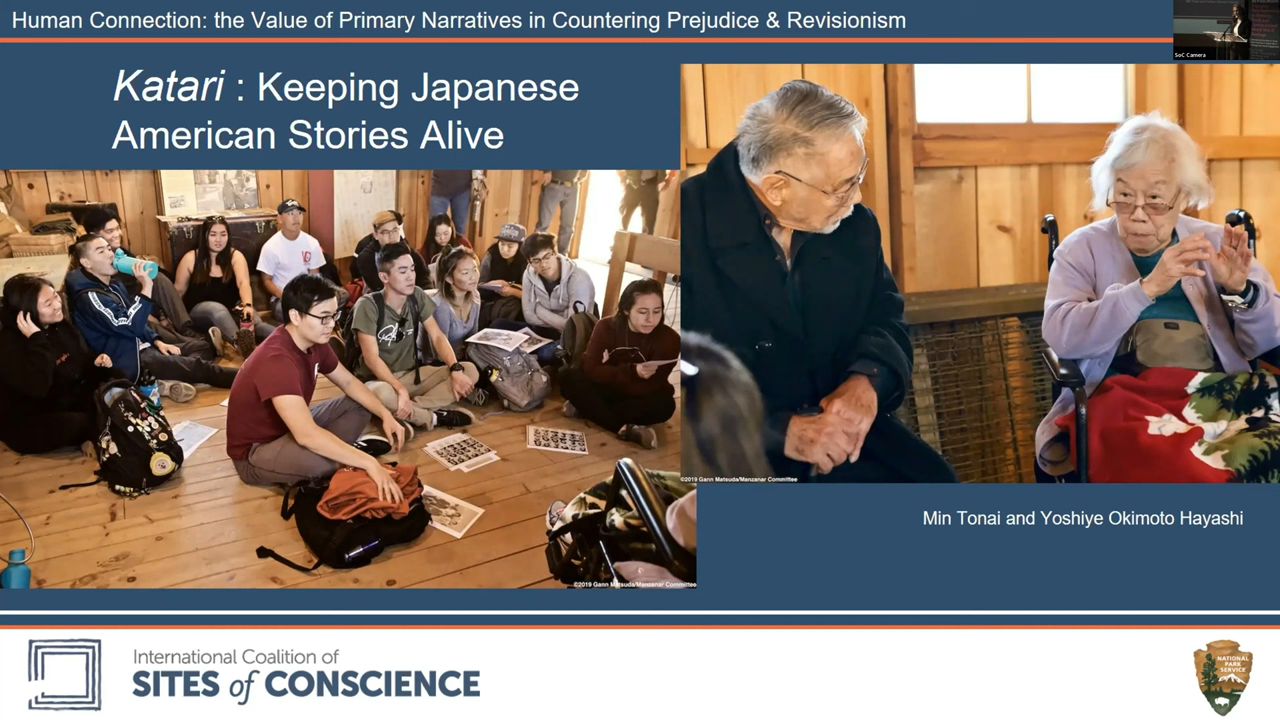 Human Connection: the Value of Primary Narratives in Countering Prejudice & Revisionism
SoC Camera
Katari : Keeping Japanese
American Stories Alive
©2019 Gann Matsuda/Manzanar Committee
©2019 Gann Matsuda/Manzanar Committee
Min Tonai and Yoshiye Okimoto Hayashi
International Coalition of
SITES of CONSCIENCE
NATIONAL
PARK
SERVICE